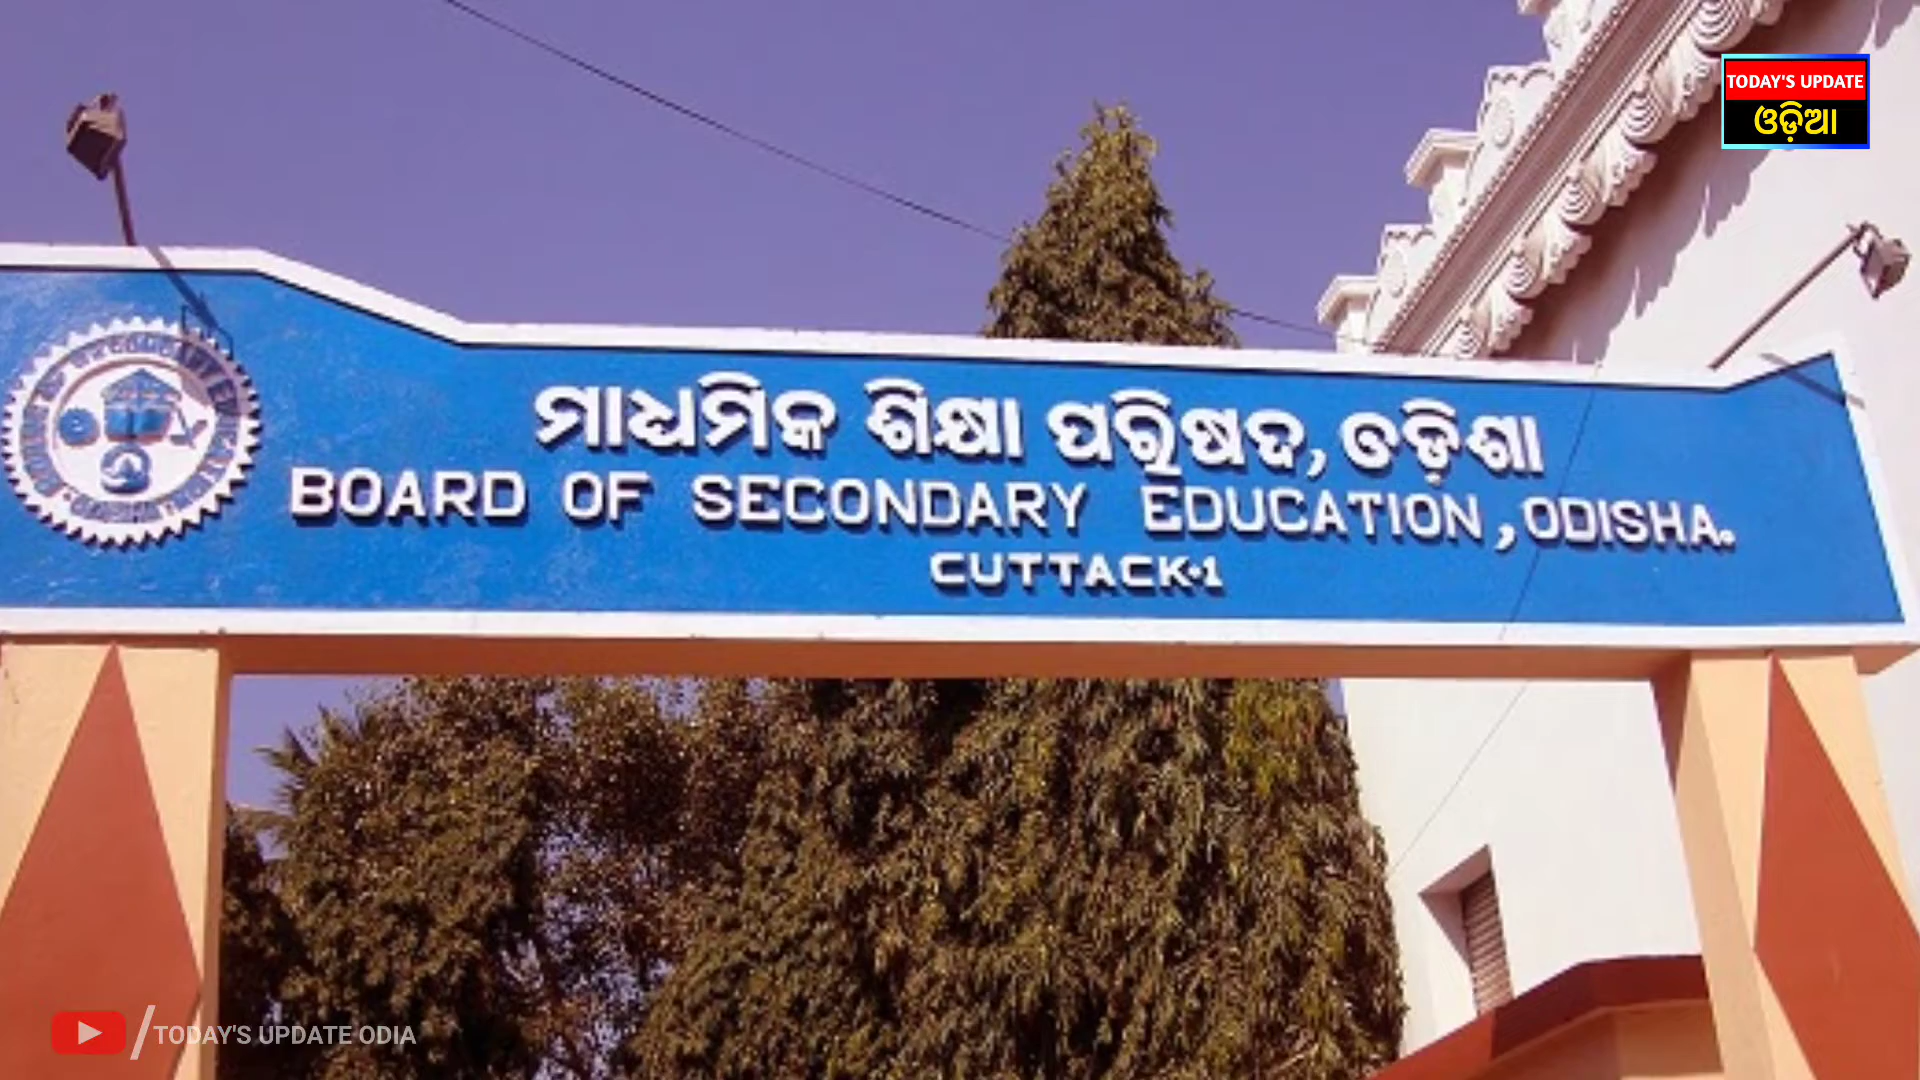 TODAY'S UPDATE
ଓଡ଼ିଆ
ମାଧ୍ୟମିକ ଶିକ୍ଷା ପରିଷଦ, ଓଡ଼ିଶା
BOARD OF SECONDARY EDUCATION, ODISHA.
CUTTACK-1
TODAY'S UPDATE ODIA